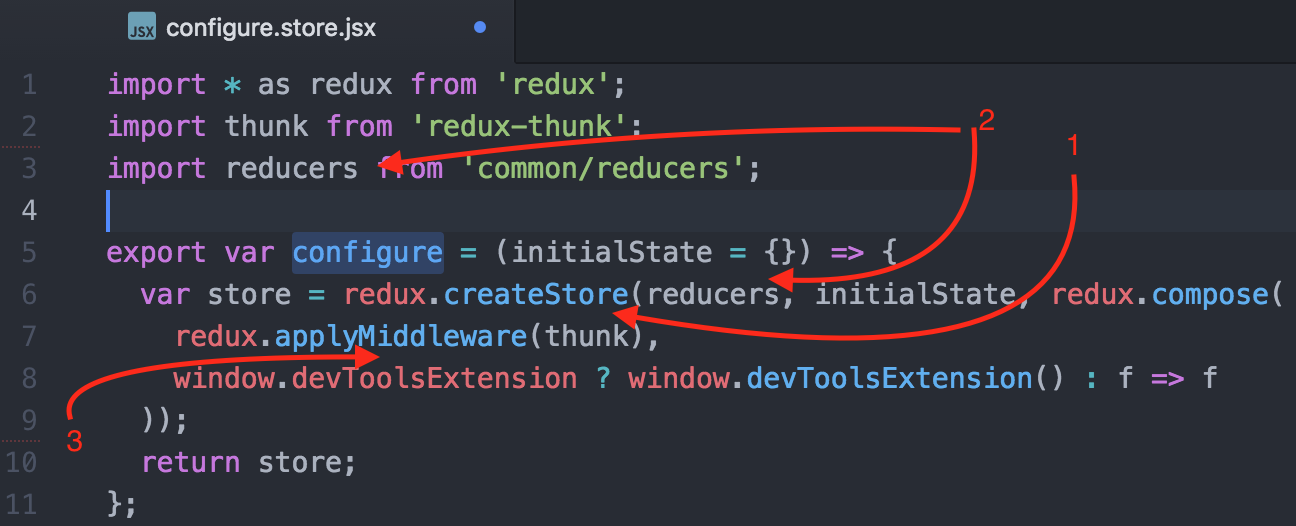 JSX configure.store.jsx
1 import * as redux from 'redux';
2 import thunk from 'redux-thunk';
2
1
3 import reducers from 'common/reducers';
4
5 export var configure = (initialState = {}) => {
6 var store = redux.createStore(reducers, initialState, redux.compose(
7 redux.applyMiddleware(thunk),
8 window.devToolsExtension ? window.devToolsExtension() : f => f
9 ));
3
10 return store;
11 };